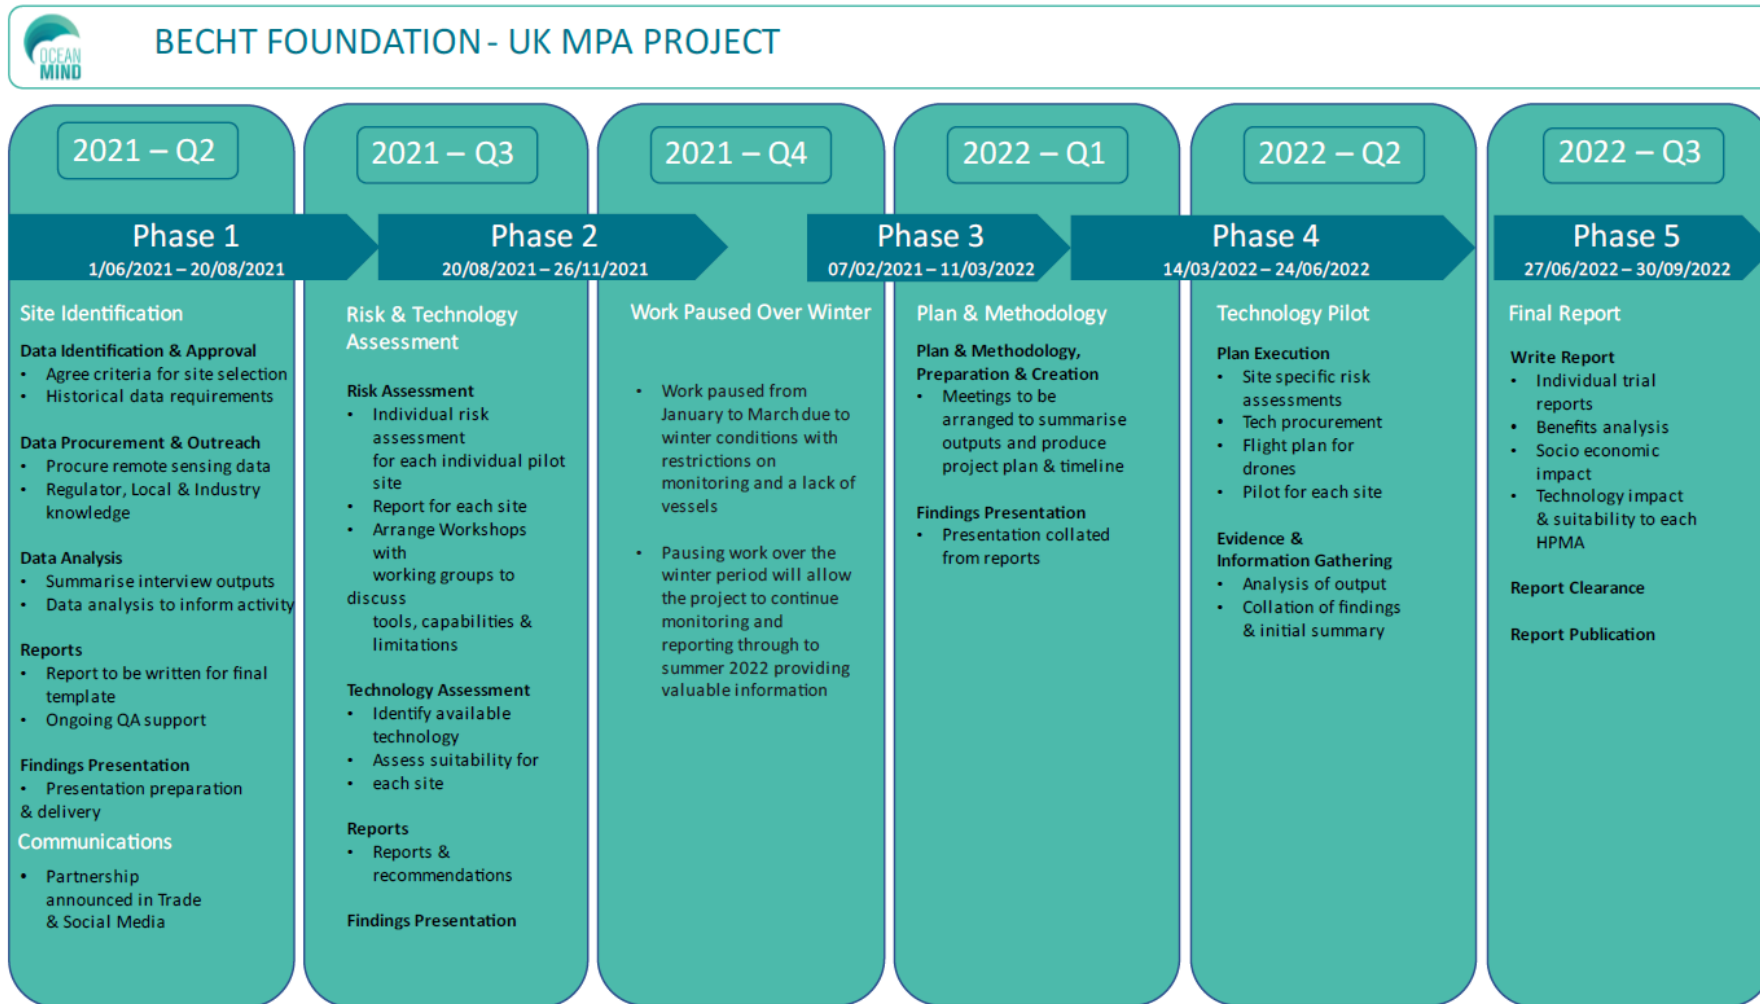 OCEAN
MIND
BECHT FOUNDATION - UK MPA PROJECT
2021 – Q2
2021 – Q3
2021 – Q4
2022 – Q1
2022 – Q2
2022 – Q3
Phase 1
1/06/2021 – 20/08/2021
Phase 2
20/08/2021 – 26/11/2021
Phase 3
07/02/2021 – 11/03/2022
Phase 4
14/03/2022 – 24/06/2022
Phase 5
27/06/2022 – 30/09/2022
Site Identification
Data Identification & Approval
• Agree criteria for site selection
• Historical data requirements
Data Procurement & Outreach
• Procure remote sensing data
• Regulator, Local & Industry
knowledge
Data Analysis
• Summarise interview outputs
• Data analysis to inform activity
Reports
• Report to be written for final
template
• Ongoing QA support
Findings Presentation
• Presentation preparation
& delivery
Communications
• Partnership
announced in Trade
& Social Media
Risk & Technology
Assessment
Risk Assessment
• Individual risk
assessment
for each individual pilot
site
• Report for each site
• Arrange Workshops
with
working groups to
discuss
tools, capabilities &
limitations
Technology Assessment
• Identify available
technology
• Assess suitability for
• each site
Reports
• Reports &
recommendations
Findings Presentation
Work Paused Over Winter
• Work paused from
January to March due to
winter conditions with
restrictions on
monitoring and a lack of
vessels
• Pausing work over the
winter period will allow
the project to continue
monitoring and
reporting through to
summer 2022 providing
valuable information
Plan & Methodology
Plan & Methodology,
Preparation & Creation
• Meetings to be
arranged to summarise
outputs and produce
project plan & timeline
Findings Presentation
• Presentation collated
from reports
Technology Pilot
Plan Execution
• Site specific risk
assessments
• Tech procurement
• Flight plan for
drones
• Pilot for each site
Evidence &
Information Gathering
• Analysis of output
• Collation of findings
& initial summary
Final Report
Write Report
• Individual trial
reports
• Benefits analysis
• Socio economic
impact
• Technology impact
& suitability to each
HPMA
Report Clearance
Report Publication